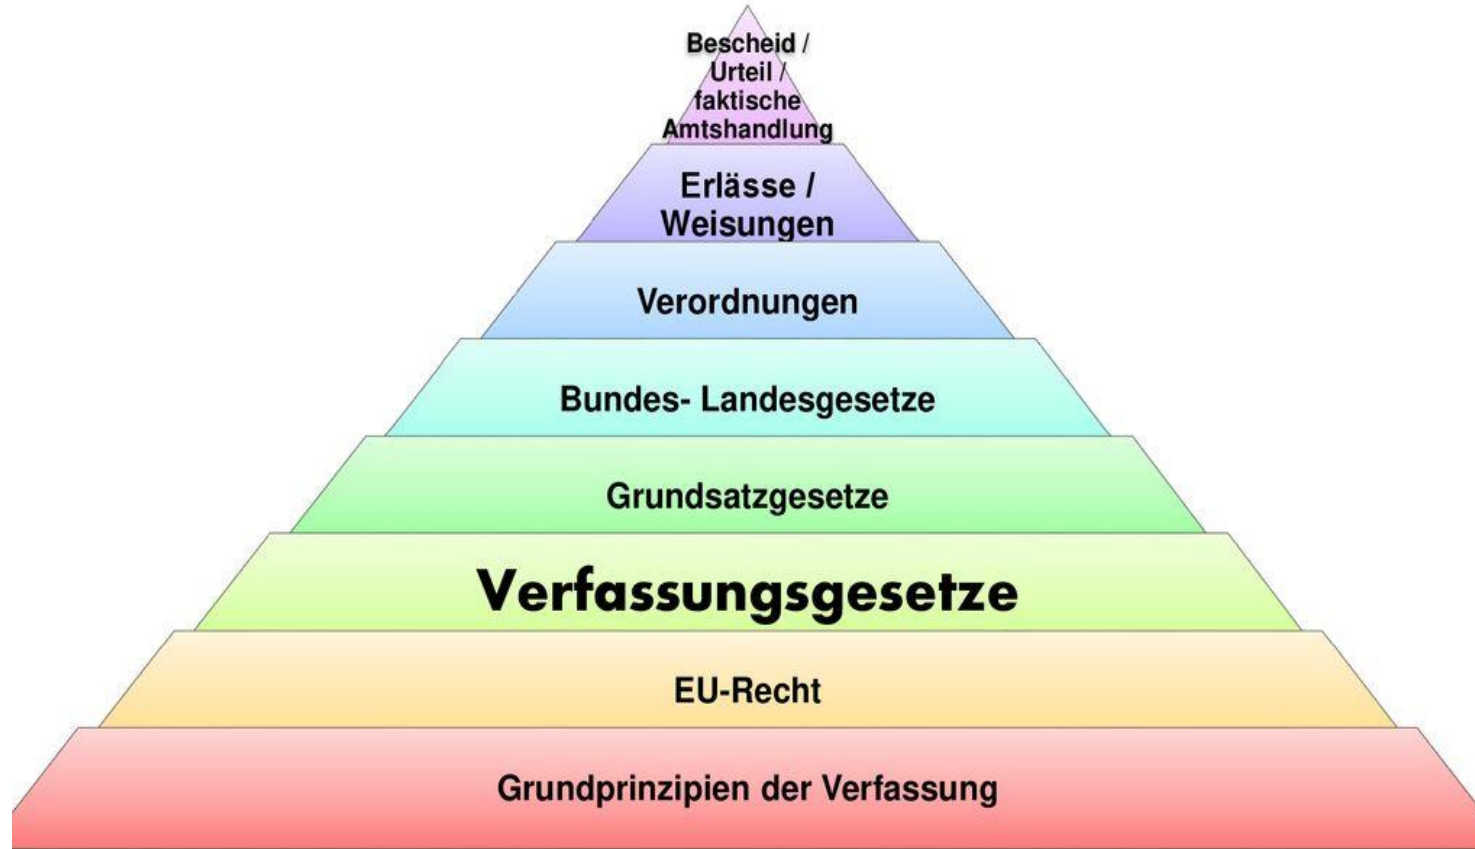 Bescheid /
Urteil /
faktische
Amtshandlung
Erlässe /
Weisungen
Verordnungen
Bundes- Landesgesetze
Grundsatzgesetze
Verfassungsgesetze
EU-Recht
Grundprinzipien der Verfassung